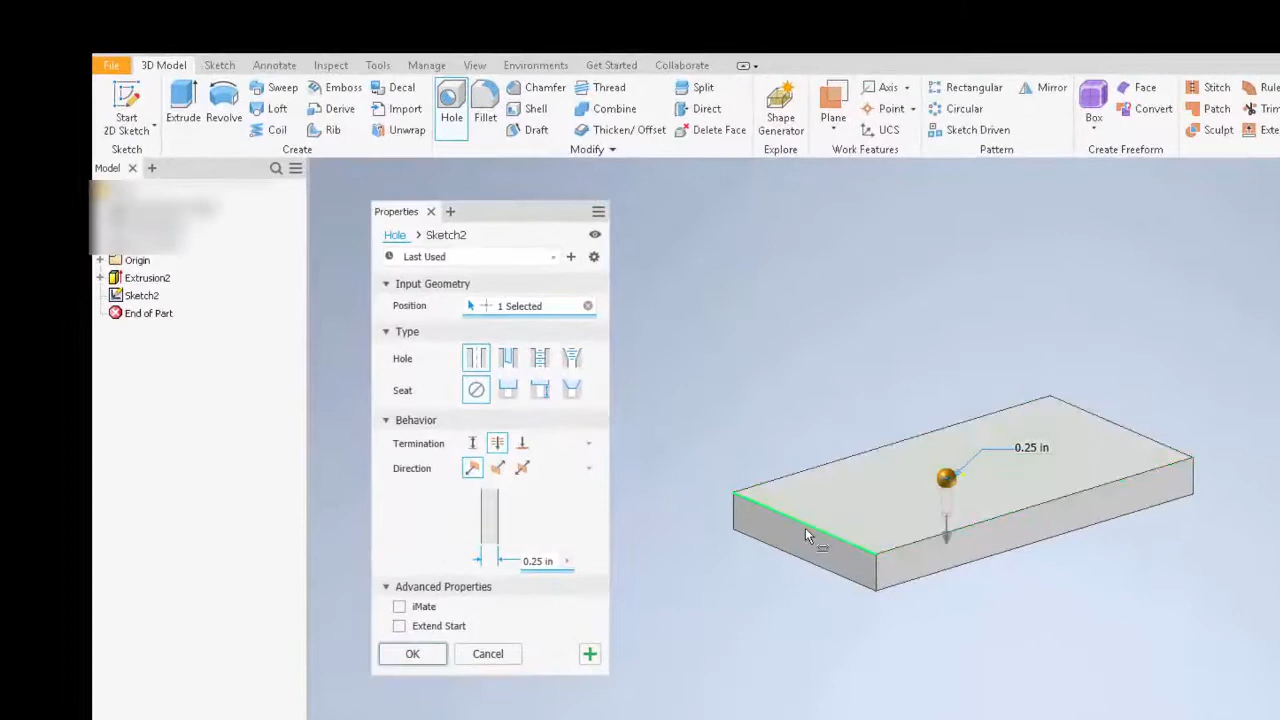 File 3D Model Sketch Annotate Inspect Tools Manage View Environments Get Started Collaborate
Start
2D Sketch
Extrude
Revolve
Sweep
Loft
Coil
Emboss
Derive
Rib
Decal
Import
Unwrap
Hole
Fillet
Chamfer
Shell
Draft
Thread
Combine
Thicken/ Offset
Split
Direct
Delete Face
Shape
Generator
Plane
Axis
Point
UCS
Rectangular
Circular
Sketch Driven
Mirror
Box
Face
Convert
Stitch
Patch
Sculpt
Sketch Create Modify Explore Work Features Pattern Create Freeform
Model
Origin
Extrusion2
Sketch2
End of Part
Properties
Hole > Sketch2
Last Used
Input Geometry
Position 1 Selected
Type
Hole
Seat
Behavior
Termination
Direction
0.25 in
Advanced Properties
iMate
Extend Start
OK Cancel
0.25 in